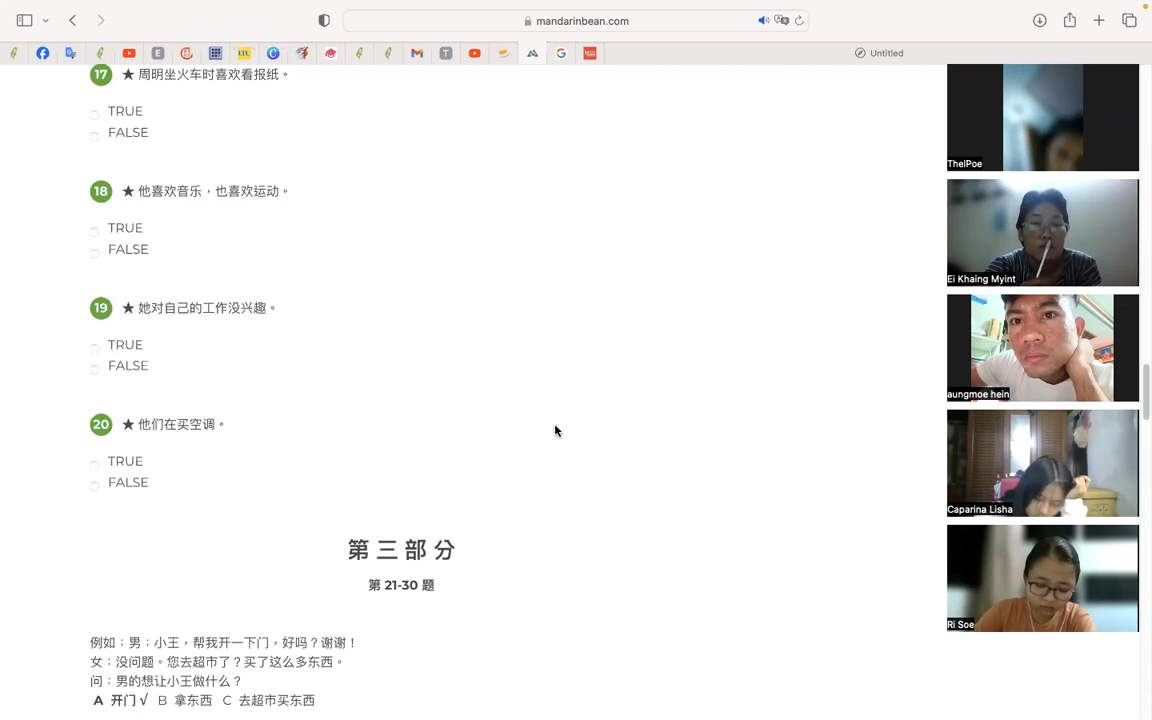 mandarinbean.com
Untitled
17 ★ 周明坐火车时喜欢看报纸。
TRUE
FALSE
18 ★ 他喜欢音乐，也喜欢运动。
TRUE
FALSE
19 ★ 她对自己的工作没兴趣。
TRUE
FALSE
20 ★ 他们在买空调。
TRUE
FALSE
第 三 部 分
第 21-30 题
例如：男：小王，帮我开一下门，好吗？谢谢！
女：没问题。您去超市了？买了这么多东西。
问：男的想让小王做什么？
A 开门 √ B 拿东西 C 去超市买东西
ThelPoe
Ei Khaing Myint
aungmoe hein
Caparina Lisha
Ri Soe